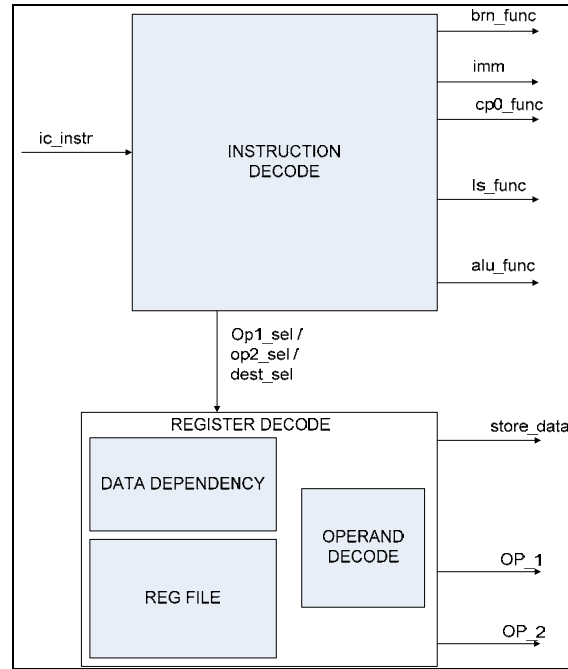 brn_func
imm
cp0_func
ic_instr
INSTRUCTION
DECODE
ls_func
alu_func
Op1_sel /
op2_sel /
dest_sel
REGISTER DECODE
store_data
DATA DEPENDENCY
OPERAND
DECODE
OP_1
REG FILE
OP_2